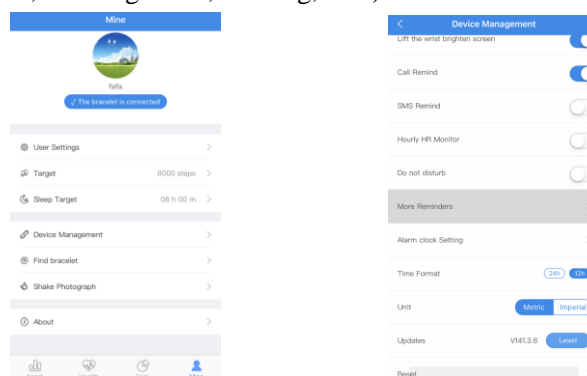 Mine
fafa
√ The bracelet is connected
User Settings
Target 8000 steps
Sleep Target 08 h 00 m
Device Management
Find bracelet
Shake Photograph
About
Mine
Device Management
Lift the wrist brighten screen
Call Remind
SMS Remind
Hourly HR Monitor
Do not disturb
More Reminders
Alarm clock Setting
Time Format 24h 12h
Unit Metric Imperial
Updates V141.3.6 Latest
Reset